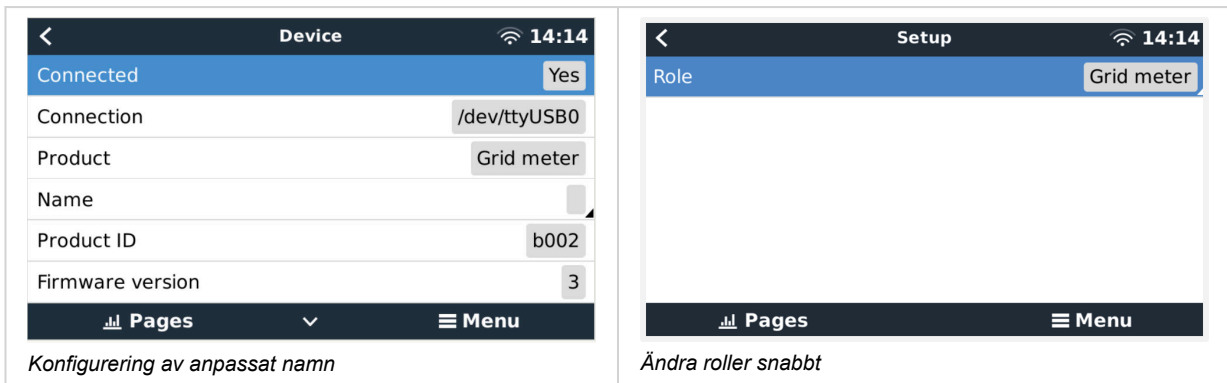 Device 14:14
Connected Yes
Connection /dev/ttyUSB0
Product Grid meter
Name
Product ID b002
Firmware version 3
Pages Menu
Konfigurering av anpassat namn
Setup 14:14
Role Grid meter
Pages Menu
Ändra roller snabbt